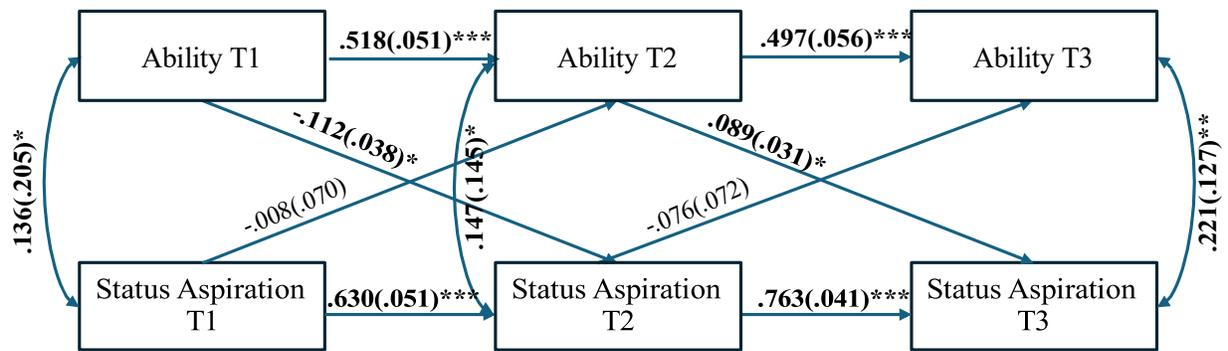 .518(.051)***
.497(.056)***
Ability T1
Ability T2
Ability T3
-.112(.038)*
.089(.031)*
.136(.205)*
.147(.145)*
.221(.127)**
-.008(.070)
-.076(.072)
Status Aspiration
T1
.630(.051)***
Status Aspiration
T2
.763(.041)***
Status Aspiration
T3